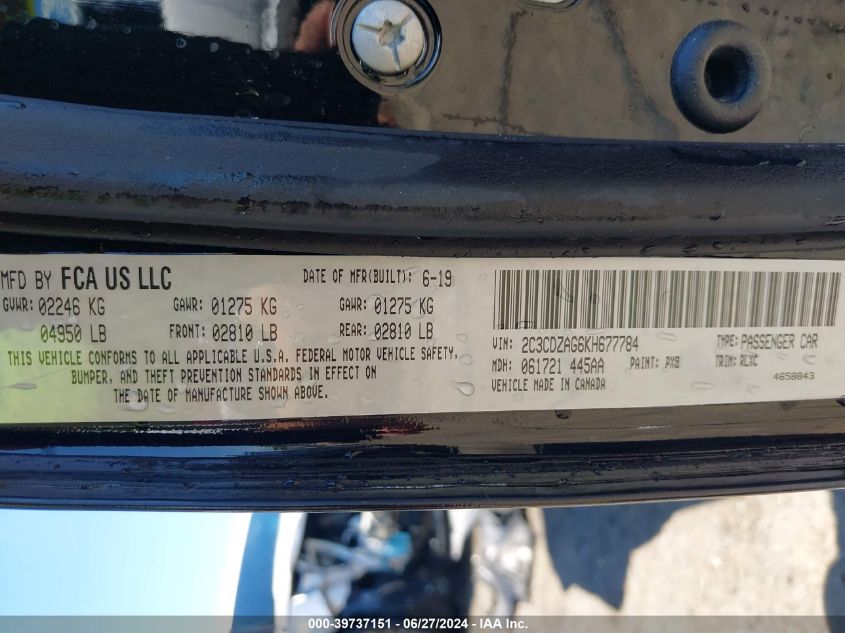 MFD BY FCA US LLC DATE OF MFR(BUILT): 6-19
GVWR: 02246 KG GAWR: 01275 KG GAWR: 01275 KG
04950 LB FRONT: 02810 LB REAR: 02810 LB
THIS VEHICLE CONFORMS TO ALL APPLICABLE U.S.A. FEDERAL MOTOR VEHICLE SAFETY,
BUMPER, AND THEFT PREVENTION STANDARDS IN EFFECT ON
THE DATE OF MANUFACTURE SHOWN ABOVE.
VIN: 2C3CDZAG6KH677784 TYPE: PASSENGER CAR
MDH: 061721 445AA PAINT: PX8 TRIM: RLXC
VEHICLE MADE IN CANADA 4658843
000-39737151 - 06/27/2024 - IAA Inc.